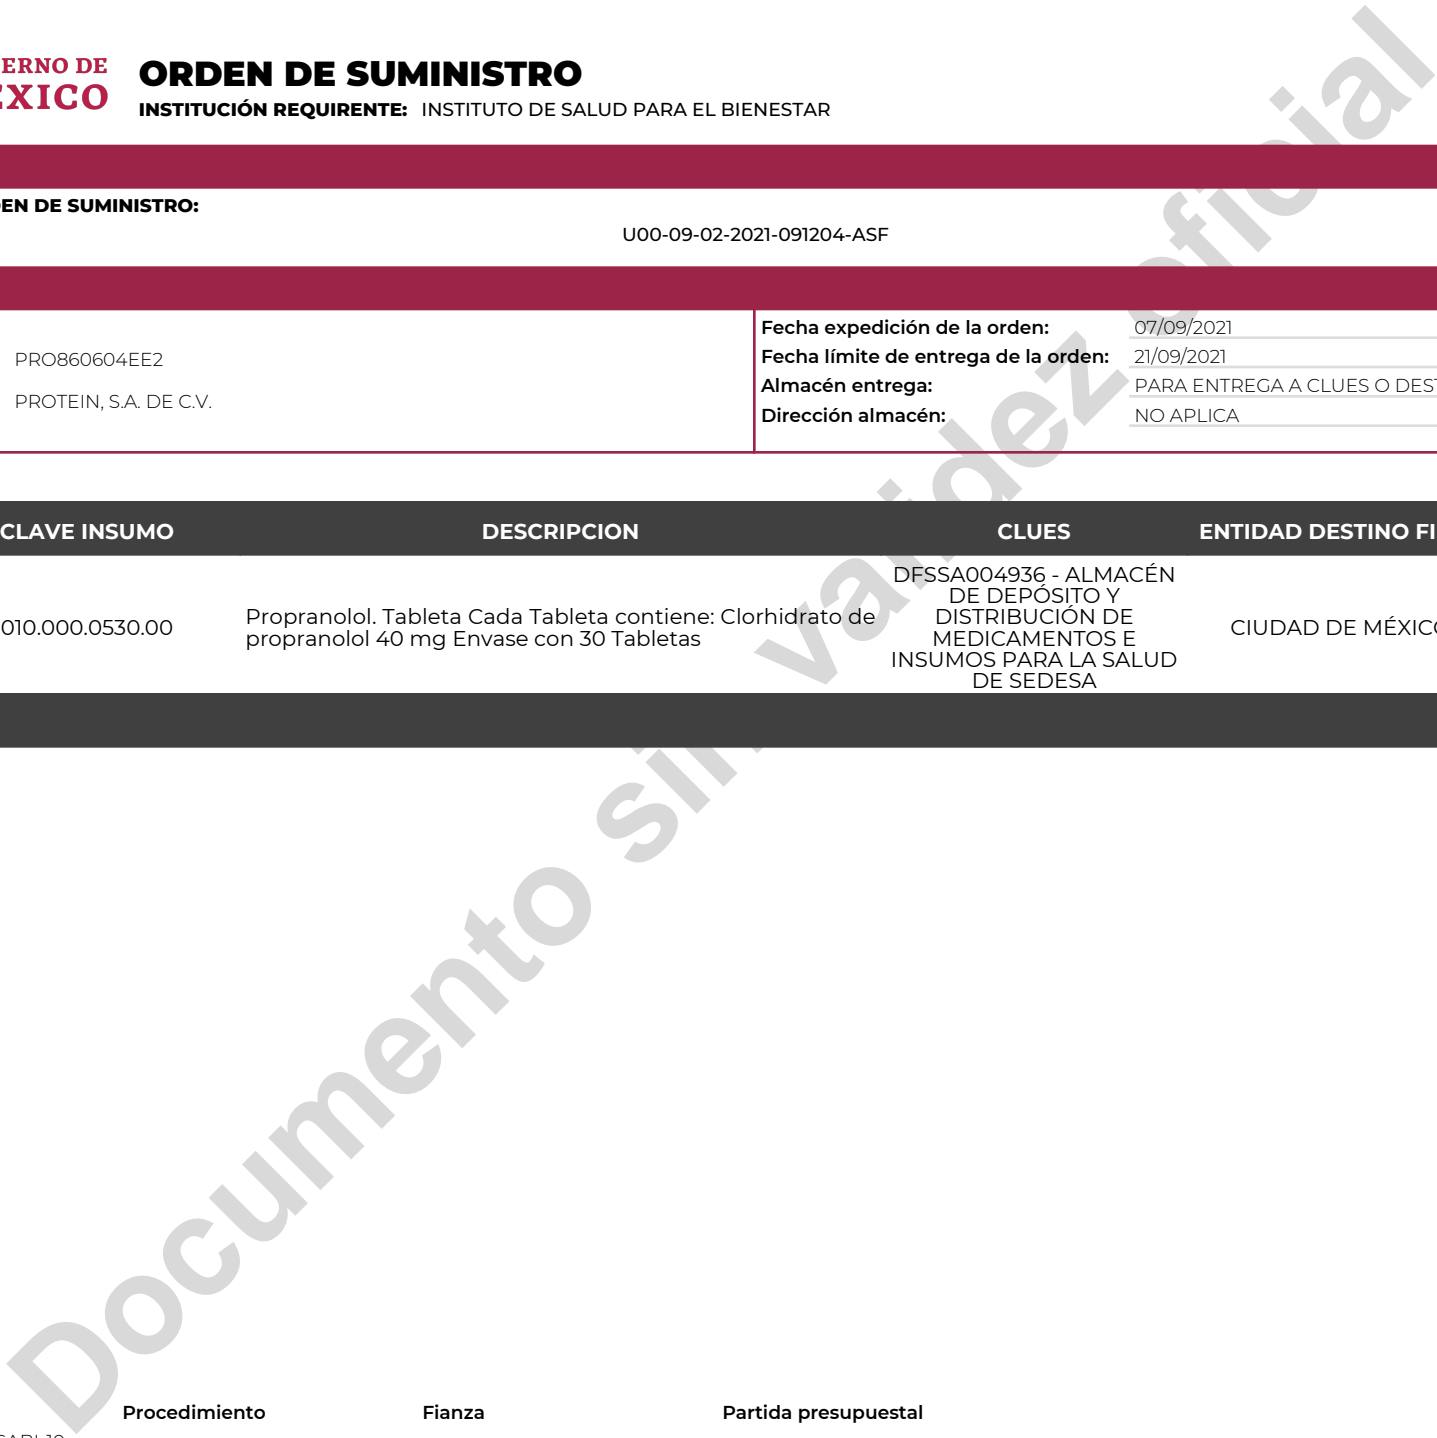 ERNO DE
ORDEN DE SUMINISTRO
INSTITUCIÓN REQUIRENTE: INSTITUTO DE SALUD PARA EL BIENESTAR
EN DE SUMINISTRO:
U00-09-02-2021-091204-ASF
PRO860604EE2
PROTEIN, S.A. DE C.V.
Fecha expedición de la orden: 07/09/2021
Fecha límite de entrega de la orden: 21/09/2021
Almacén entrega: PARA ENTREGA A CLUES O DEST
Dirección almacén: NO APLICA
CLAVE INSUMO DESCRIPCION CLUES ENTIDAD DESTINO FI
010.000.0530.00
Propranolol. Tableta Cada Tableta contiene: Clorhidrato de
propranolol 40 mg Envase con 30 Tabletas
DFSSA004936 - ALMACÉN
DE DEPÓSITO Y
DISTRIBUCIÓN DE
MEDICAMENTOS E
INSUMOS PARA LA SALUD
DE SEDESA
CIUDAD DE MÉXICO
Documento sin validez oficial
Procedimiento Fianza Partida presupuestal